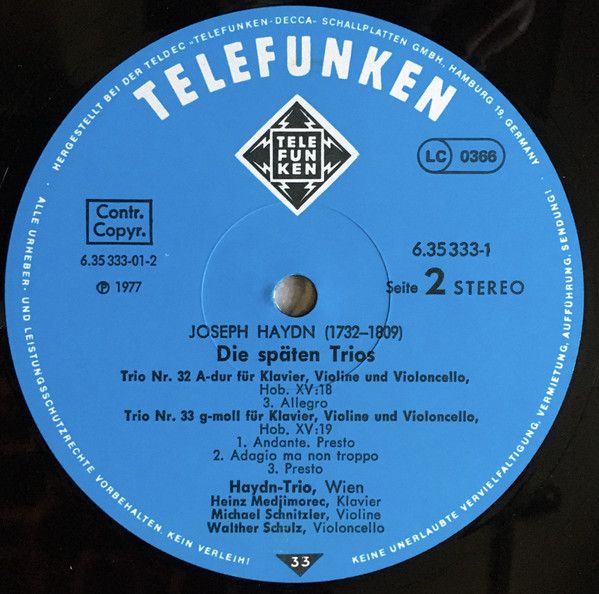 HERGESTELLT BEI DER TELDEC »TELEFUNKEN-DECCA« SCHALLPLATTEN GMBH., HAMBURG 19, GERMANY
TELEFUNKEN
TELE
FUN
KEN
LC 0366
Contr.
Copyr.
6.35 333-01-2
Ⓟ 1977
6.35 333-1
Seite 2 STEREO
JOSEPH HAYDN (1732–1809)
Die späten Trios
Trio Nr. 32 A-dur für Klavier, Violine und Violoncello,
Hob. XV:18
3. Allegro
Trio Nr. 33 g-moll für Klavier, Violine und Violoncello,
Hob. XV:19
1. Andante. Presto
2. Adagio ma non troppo
3. Presto
Haydn-Trio, Wien
Heinz Medjimorec, Klavier
Michael Schnitzler, Violine
Walther Schulz, Violoncello
33
ALLE URHEBER- UND LEISTUNGSSCHUTZRECHTE VORBEHALTEN. KEIN VERLEIH!
KEINE UNERLAUBTE VERVIELFÄLTIGUNG, VERMIETUNG, AUFFÜHRUNG, SENDUNG!